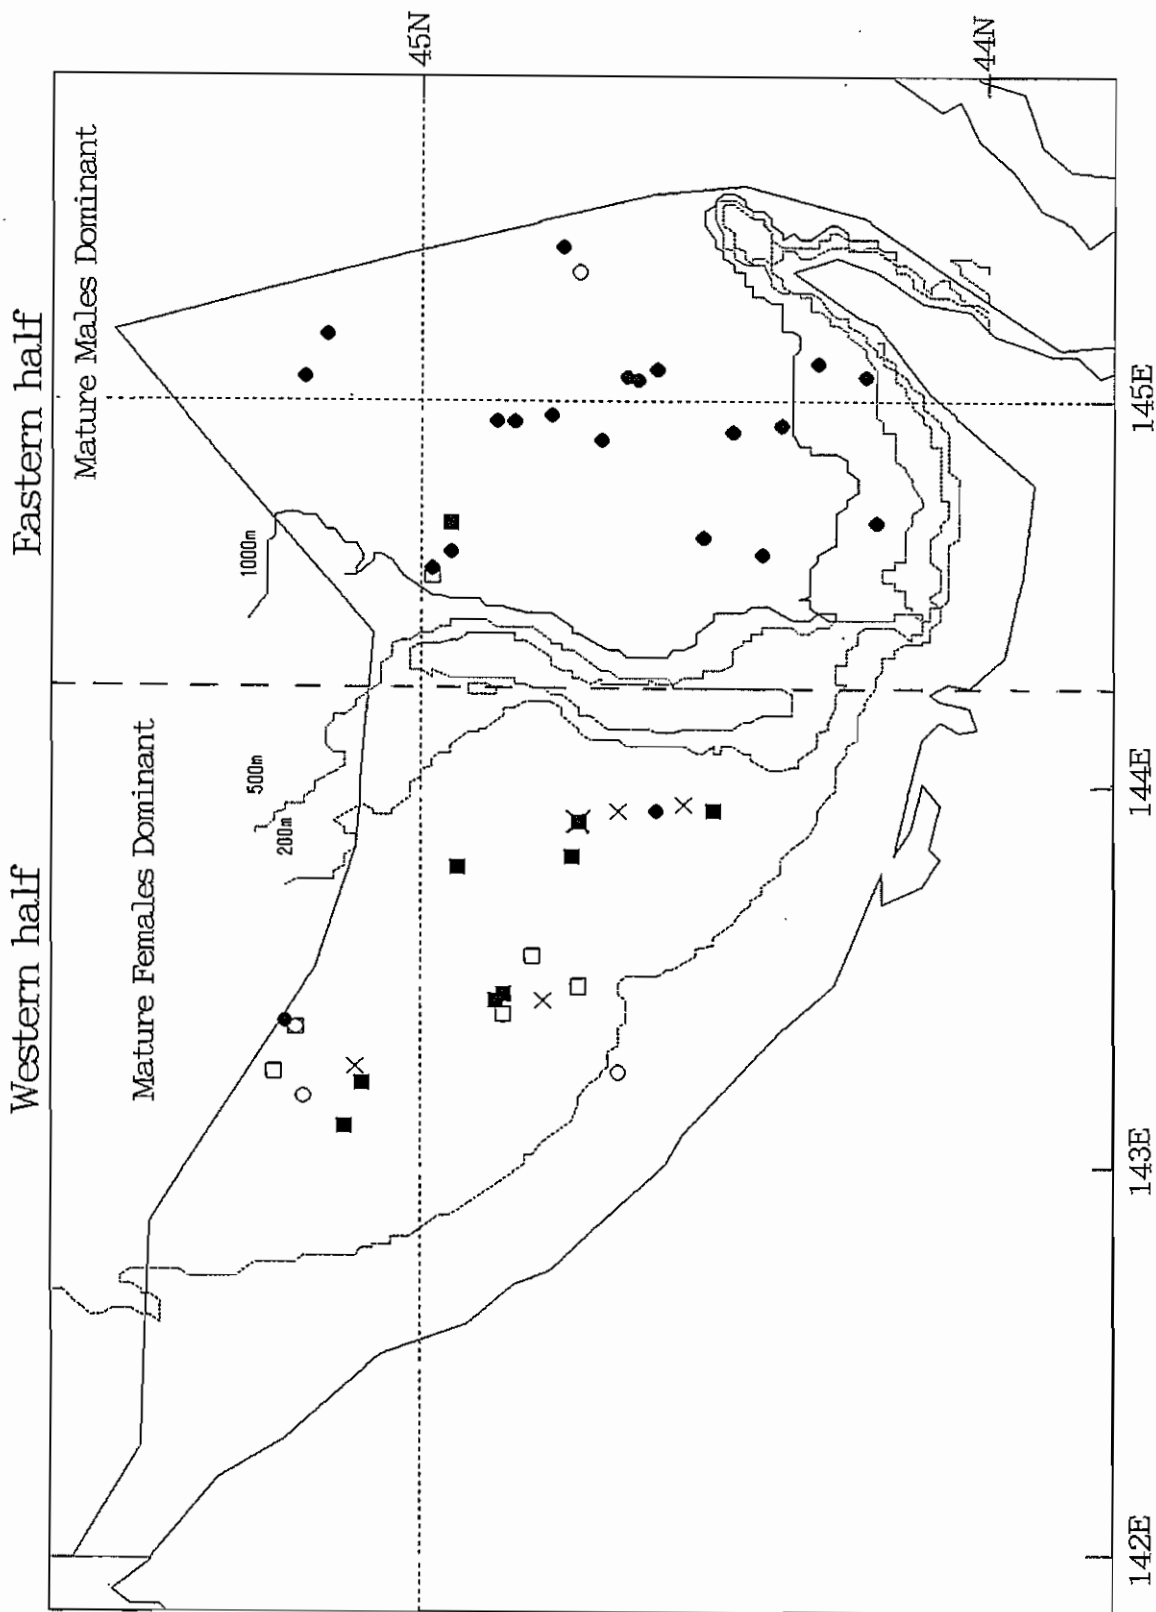 Western half
Eastern half
Mature Females Dominant
Mature Males Dominant
200m
500m
1000m
45N
44N
142E
143E
144E
145E